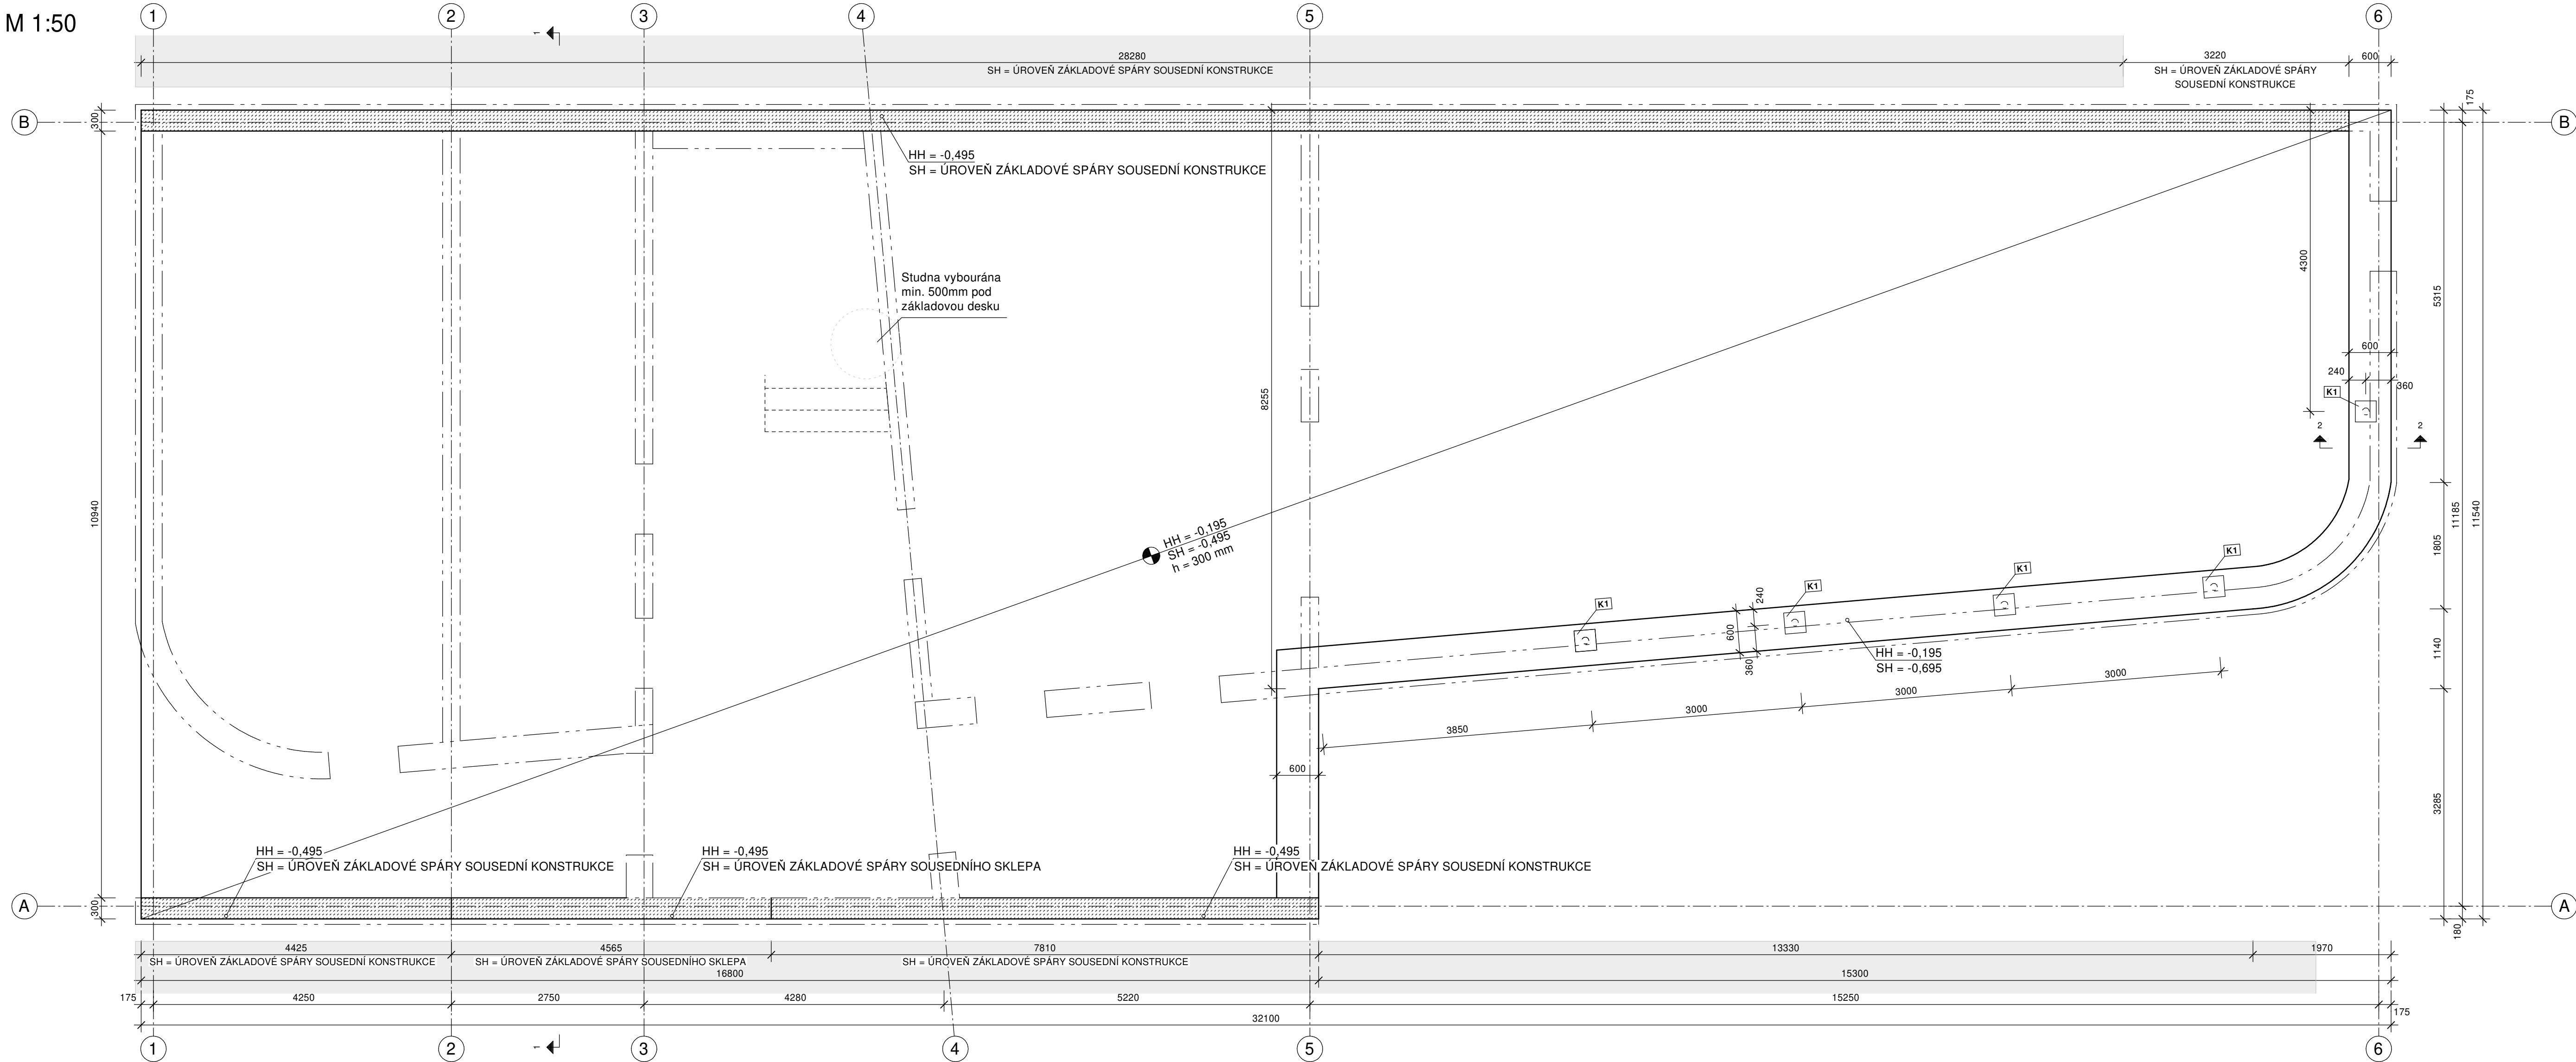 M 1:50
1
2
3
4
5
6
1
28280
SH = ÚROVEŇ ZÁKLADOVÉ SPÁRY SOUSEDNÍ KONSTRUKCE
3220
SH = ÚROVEŇ ZÁKLADOVÉ SPÁRY
SOUSEDNÍ KONSTRUKCE
600
175
B
300
B
HH = -0,495
SH = ÚROVEŇ ZÁKLADOVÉ SPÁRY SOUSEDNÍ KONSTRUKCE
Studna vybourána
min. 500mm pod
základovou desku
4300
5315
8255
600
240
360
K1
2
2
10940
HH = -0,195
SH = -0,495
h = 300 mm
11185
11540
1805
K1
K1
K1
K1
240
600
360
HH = -0,195
SH = -0,695
1140
3000
3000
3000
3850
600
3285
HH = -0,495
SH = ÚROVEŇ ZÁKLADOVÉ SPÁRY SOUSEDNÍ KONSTRUKCE
HH = -0,495
SH = ÚROVEŇ ZÁKLADOVÉ SPÁRY SOUSEDNÍHO SKLEPA
HH = -0,495
SH = ÚROVEŇ ZÁKLADOVÉ SPÁRY SOUSEDNÍ KONSTRUKCE
A
300
A
180
4425
4565
7810
13330
1970
SH = ÚROVEŇ ZÁKLADOVÉ SPÁRY SOUSEDNÍ KONSTRUKCE
SH = ÚROVEŇ ZÁKLADOVÉ SPÁRY SOUSEDNÍHO SKLEPA
SH = ÚROVEŇ ZÁKLADOVÉ SPÁRY SOUSEDNÍ KONSTRUKCE
16800
15300
175
4250
2750
4280
5220
15250
175
32100
1
2
1
3
4
5
6